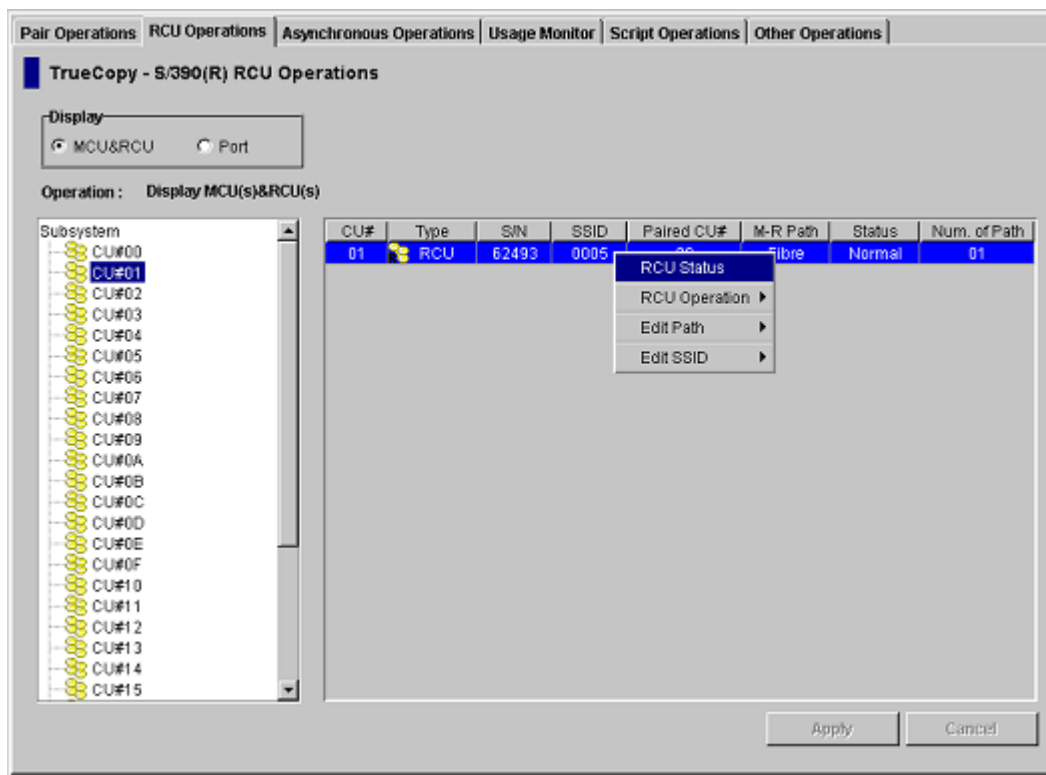 Pair Operations RCU Operations Asynchronous Operations Usage Monitor Script Operations Other Operations
TrueCopy - S/390(R) RCU Operations
Display
MCU&RCU Port
Operation : Display MCU(s)&RCU(s)
Subsystem
CU#00
CU#01
CU#02
CU#03
CU#04
CU#05
CU#06
CU#07
CU#08
CU#09
CU#0A
CU#0B
CU#0C
CU#0D
CU#0E
CU#0F
CU#10
CU#11
CU#12
CU#13
CU#14
CU#15
CU# Type S/N SSID Paired CU# M-R Path Status Num. of Path
01 RCU 62493 0005 Fibre Normal 01
RCU Status
RCU Operation
Edit Path
Edit SSID
Apply Cancel